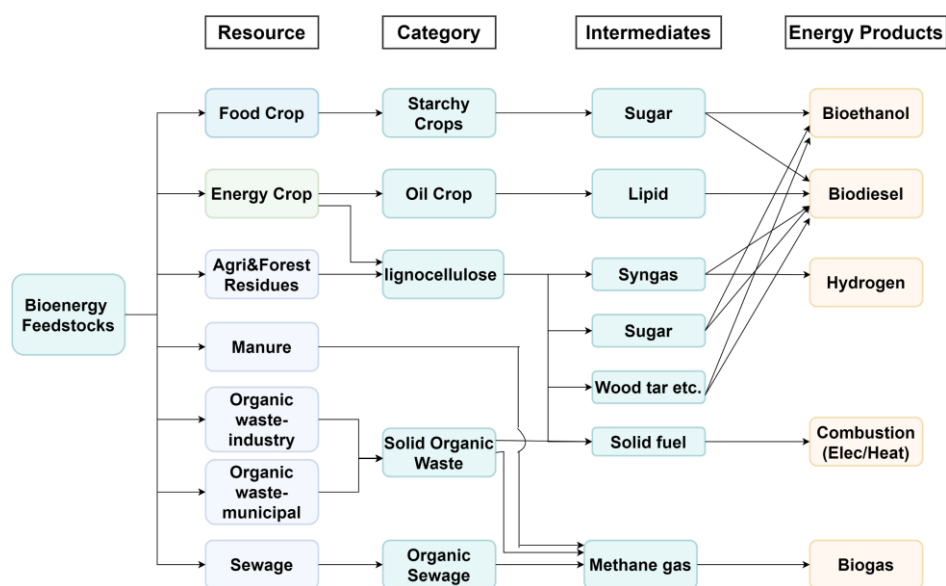 Resource
Category
Intermediates
Energy Products
Food Crop
Starchy
Crops
Sugar
Bioethanol
Energy Crop
Oil Crop
Lipid
Biodiesel
Agri&Forest
Residues
lignocellulose
Syngas
Hydrogen
Bioenergy
Feedstocks
Sugar
Manure
Wood tar etc.
Organic
waste-
industry
Solid Organic
Waste
Solid fuel
Combustion
(Elec/Heat)
Organic
waste-
municipal
Sewage
Organic
Sewage
Methane gas
Biogas